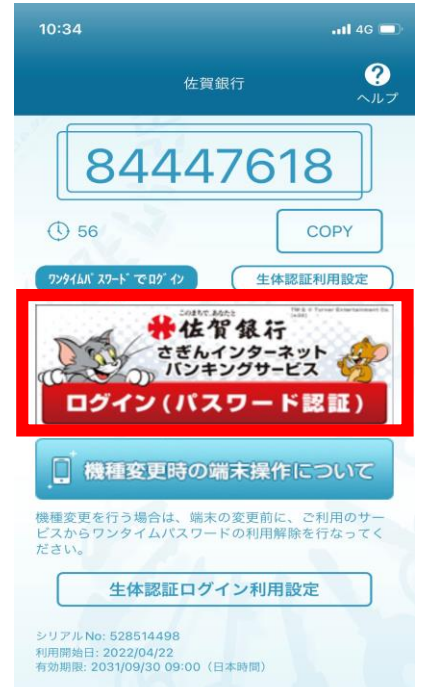 10:34
4G
佐賀銀行
?
ヘルプ
84447618
56
COPY
ﾜﾝﾀｲﾑﾊﾟｽﾜｰﾄﾞでﾛｸﾞｲﾝ
生体認証利用設定
このまちで、あなたと
佐賀銀行
TM & © Turner Entertainment Co.
さぎんインターネット
バンキングサービス
ログイン(パスワード認証)
機種変更時の端末操作について
機種変更を行う場合は、端末の変更前に、ご利用のサー
ビスからワンタイムパスワードの利用解除を行なってく
ださい。
生体認証ログイン利用設定
シリアルNo: 528514498
利用開始日: 2022/04/22
有効期限: 2031/09/30 09:00（日本時間）